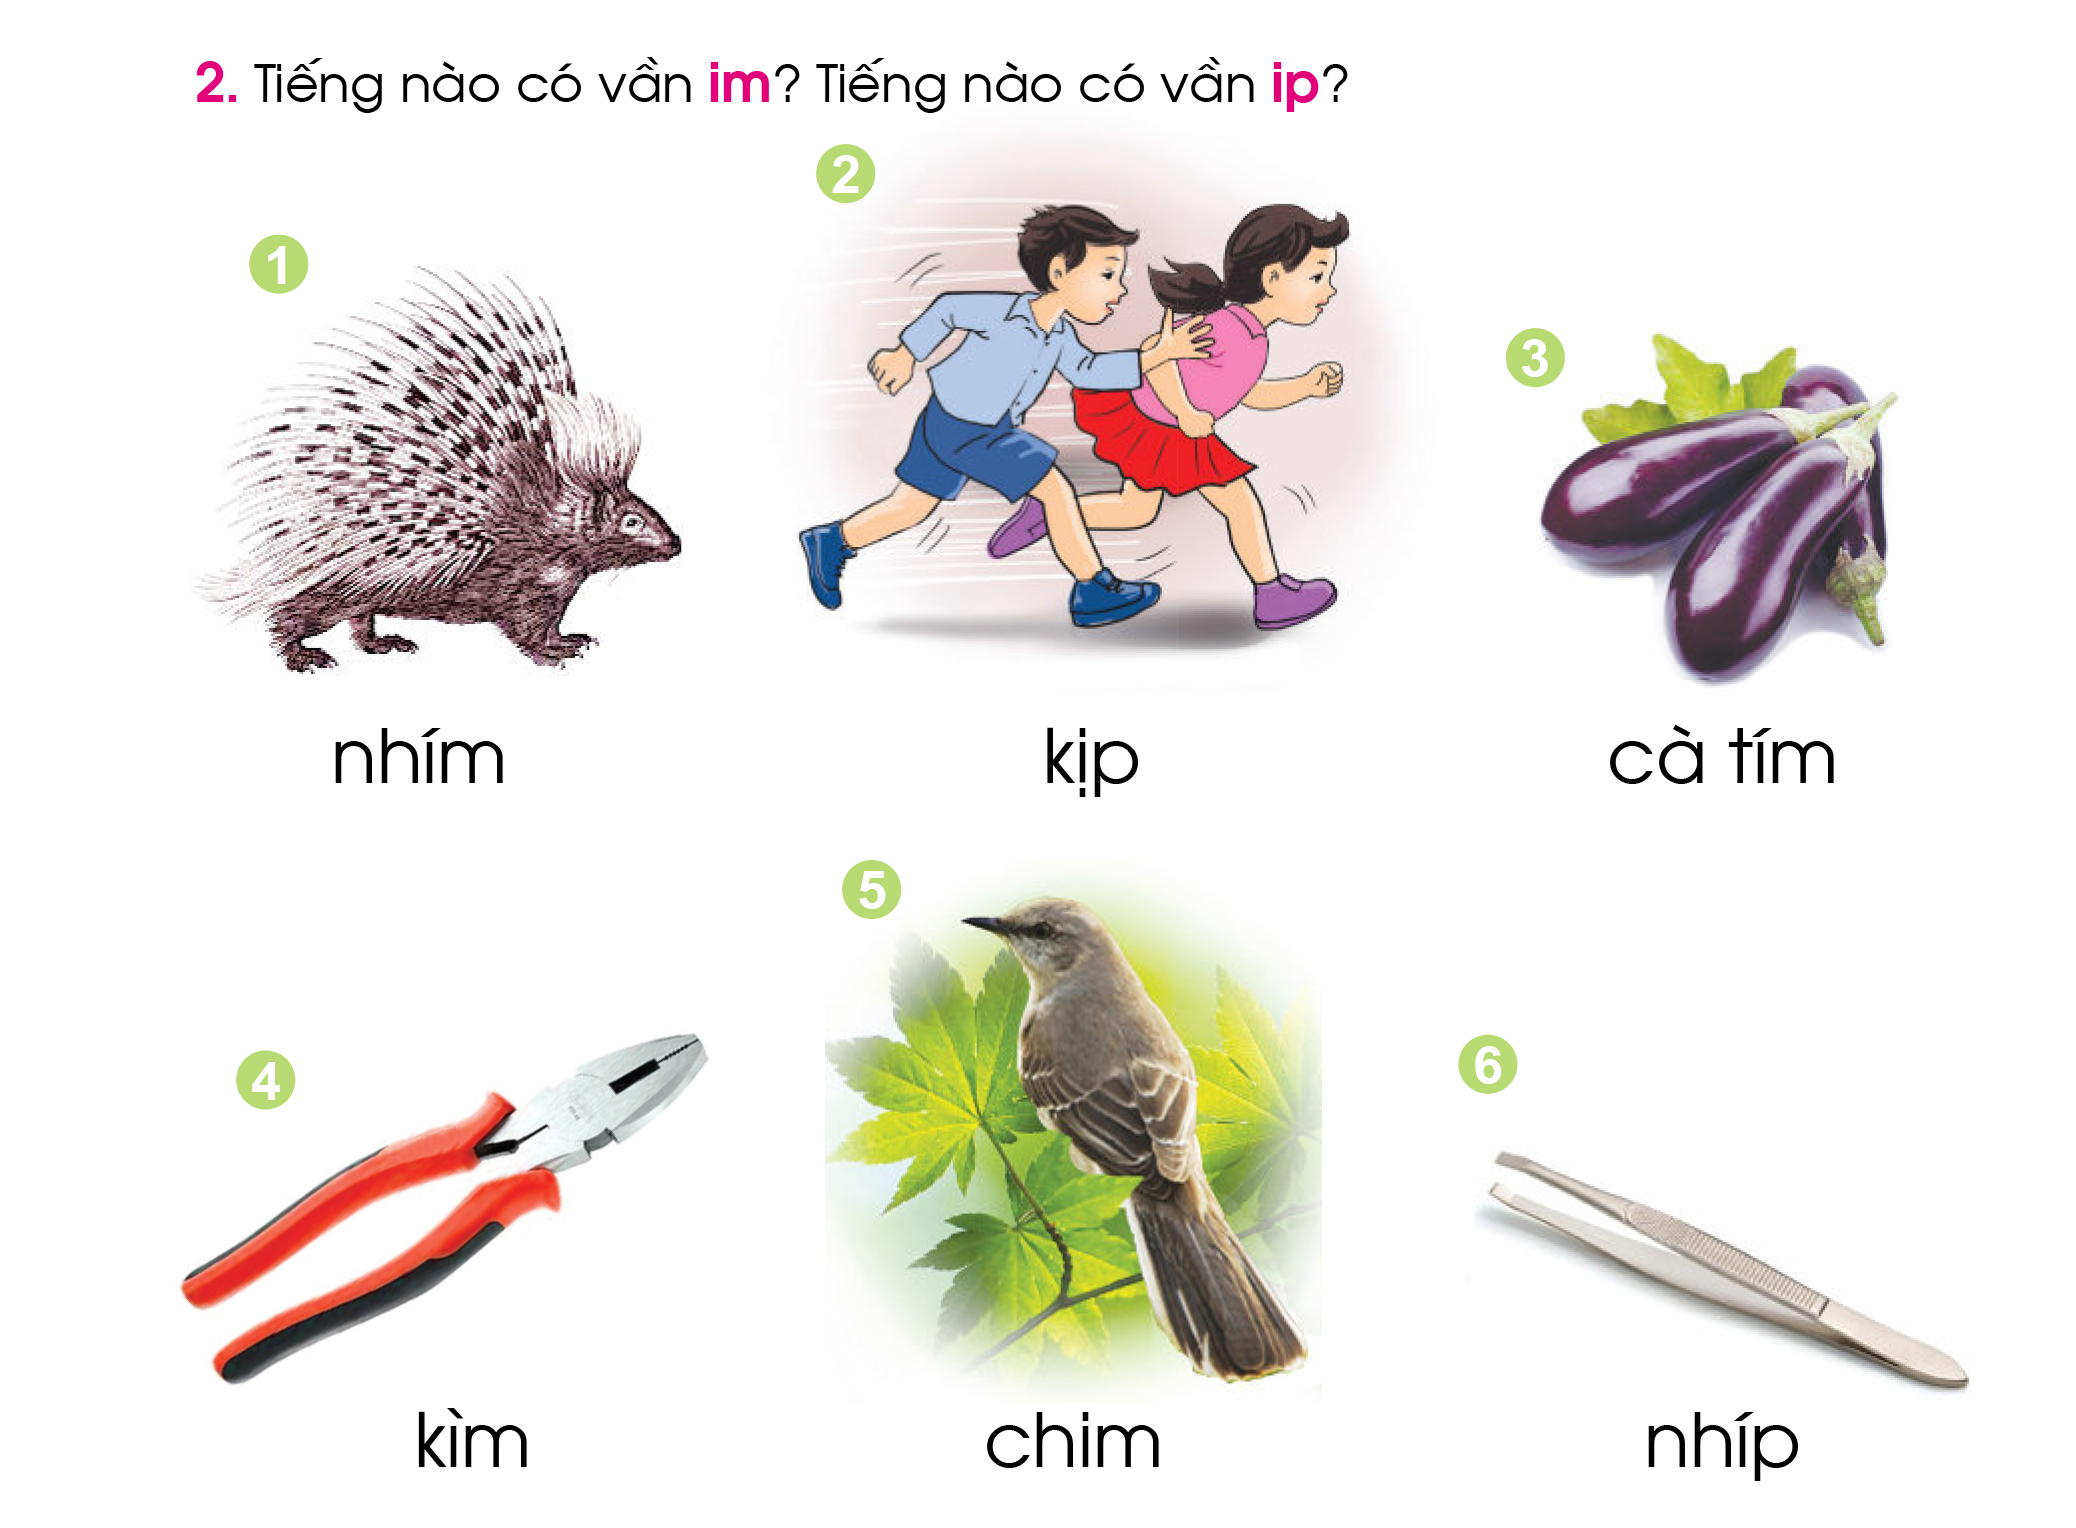 2. Tiếng nào có vần im? Tiếng nào có vần ip?
1
2
3
nhím
kịp
cà tím
4
5
6
kìm
chim
nhíp